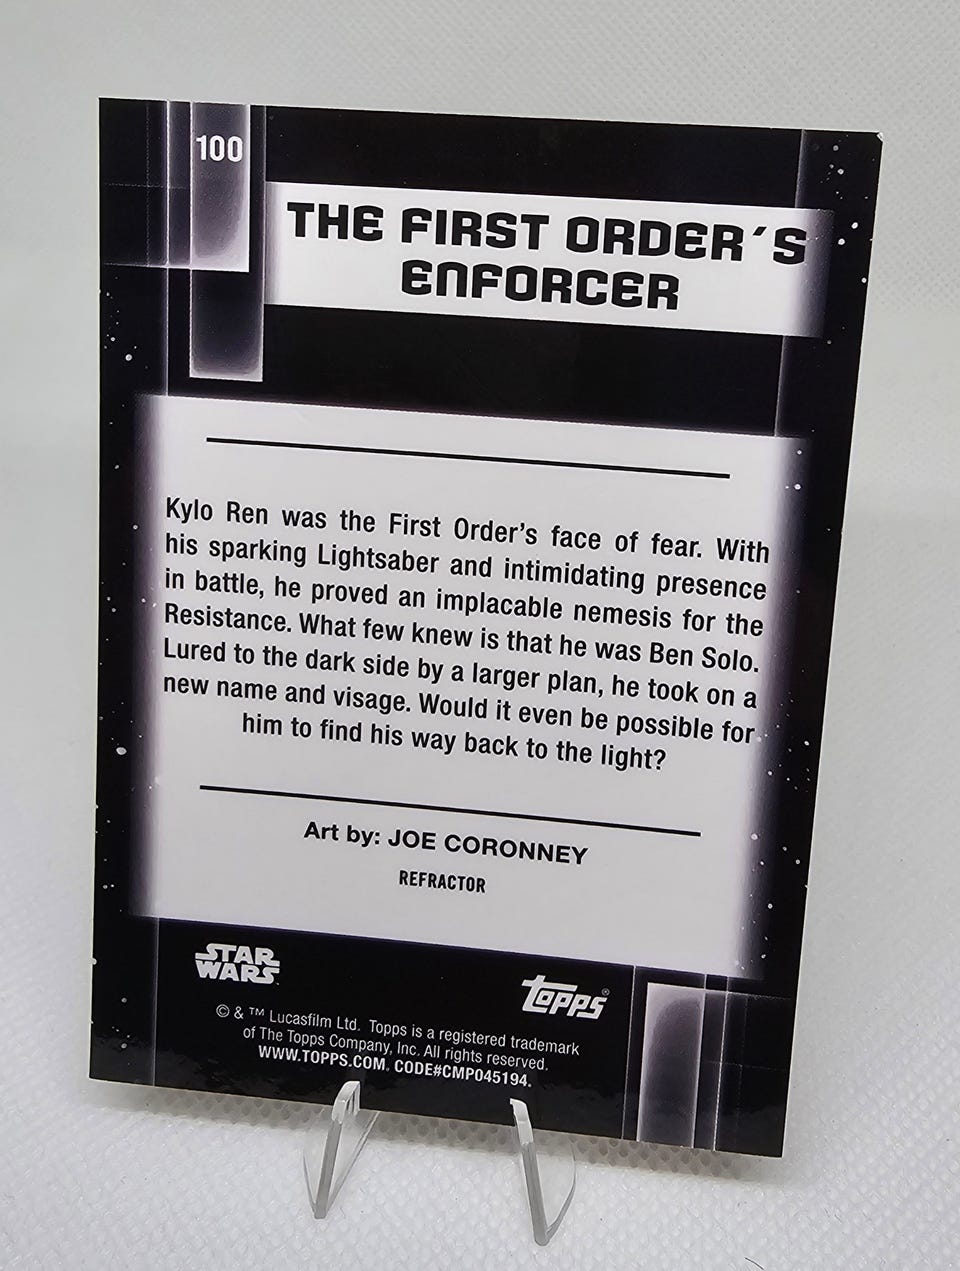 100
THE FIRST ORDER'S
ENFORCER
Kylo Ren was the First Order's face of fear. With
his sparking Lightsaber and intimidating presence
in battle, he proved an implacable nemesis for the
Resistance. What few knew is that he was Ben Solo.
Lured to the dark side by a larger plan, he took on a
new name and visage. Would it even be possible for
him to find his way back to the light?
Art by: JOE CORONNEY
REFRACTOR
STAR
WARS
TOPPS®
© & ™ Lucasfilm Ltd. Topps is a registered trademark
of The Topps Company, Inc. All rights reserved.
WWW.TOPPS.COM. CODE#CMP045194.